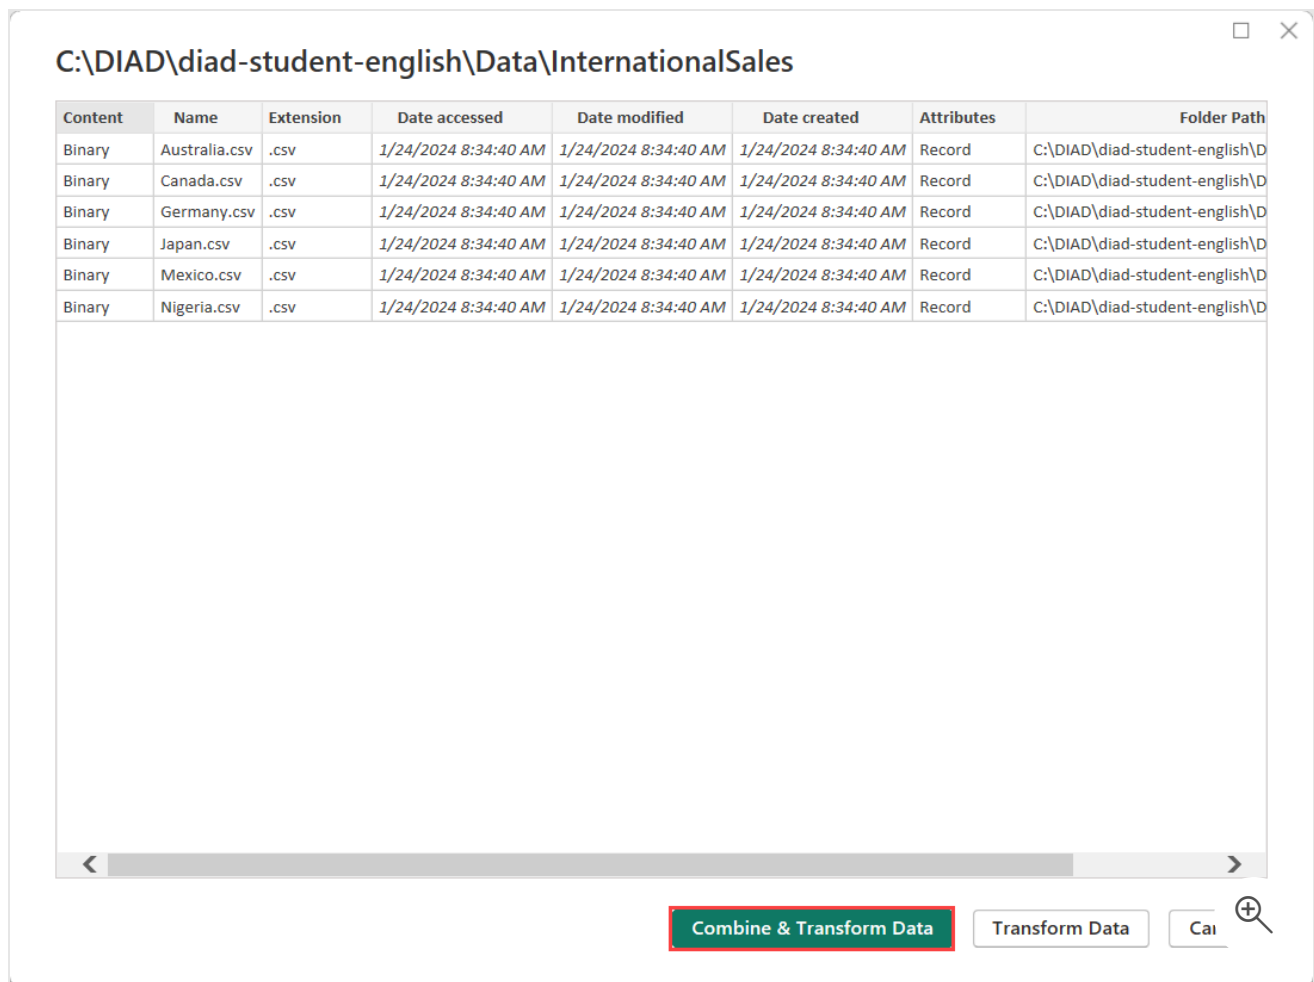 C:\DIAD\diad-student-english\Data\InternationalSales
Content Name Extension Date accessed Date modified Date created Attributes Folder Path
Binary Australia.csv .csv 1/24/2024 8:34:40 AM 1/24/2024 8:34:40 AM 1/24/2024 8:34:40 AM Record C:\DIAD\diad-student-english\D
Binary Canada.csv .csv 1/24/2024 8:34:40 AM 1/24/2024 8:34:40 AM 1/24/2024 8:34:40 AM Record C:\DIAD\diad-student-english\D
Binary Germany.csv .csv 1/24/2024 8:34:40 AM 1/24/2024 8:34:40 AM 1/24/2024 8:34:40 AM Record C:\DIAD\diad-student-english\D
Binary Japan.csv .csv 1/24/2024 8:34:40 AM 1/24/2024 8:34:40 AM 1/24/2024 8:34:40 AM Record C:\DIAD\diad-student-english\D
Binary Mexico.csv .csv 1/24/2024 8:34:40 AM 1/24/2024 8:34:40 AM 1/24/2024 8:34:40 AM Record C:\DIAD\diad-student-english\D
Binary Nigeria.csv .csv 1/24/2024 8:34:40 AM 1/24/2024 8:34:40 AM 1/24/2024 8:34:40 AM Record C:\DIAD\diad-student-english\D
Combine & Transform Data Transform Data